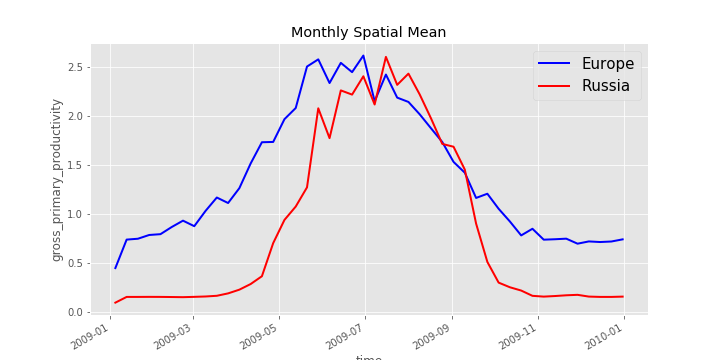 Monthly Spatial Mean
Europe
Russia
gross_primary_productivity
2.5
2.0
1.5
1.0
0.5
0.0
2009-01
2009-03
2009-05
2009-07
2009-09
2009-11
2010-01
time